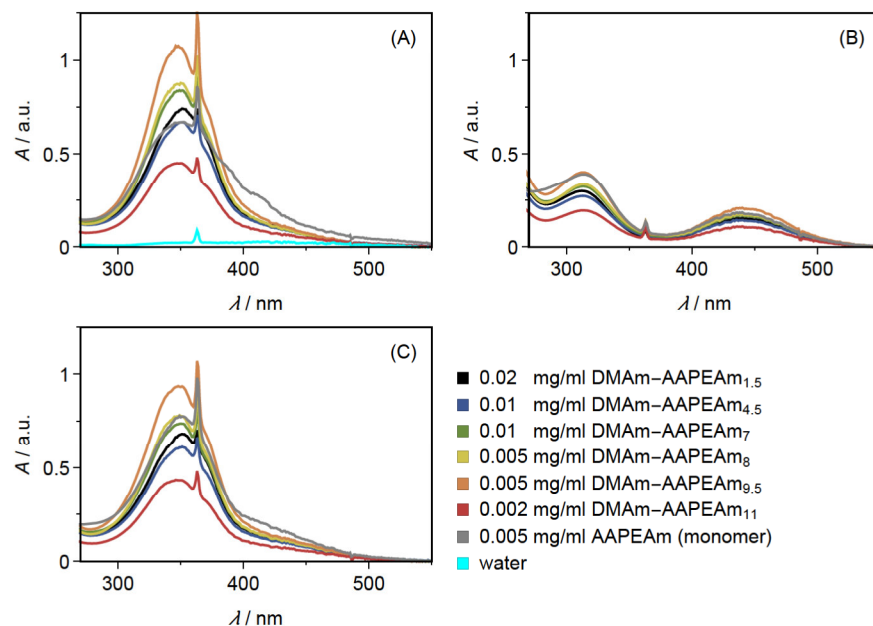 (A)
1
0.5
0
A / a.u.
300 400 500
λ / nm
(B)
1
0.5
0
A / a.u.
300 400 500
λ / nm
(C)
1
0.5
0
A / a.u.
300 400 500
λ / nm
0.02 mg/ml DMAm–AAPEAm1.5
0.01 mg/ml DMAm–AAPEAm4.5
0.01 mg/ml DMAm–AAPEAm7
0.005 mg/ml DMAm–AAPEAm8
0.005 mg/ml DMAm–AAPEAm9.5
0.002 mg/ml DMAm–AAPEAm11
0.005 mg/ml AAPEAm (monomer)
water